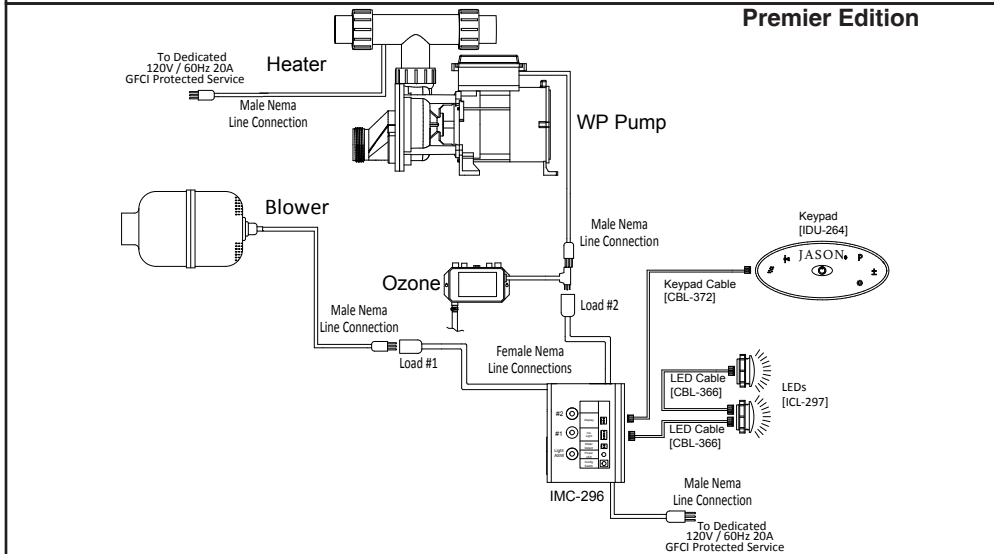 Premier Edition
To Dedicated
120V / 60Hz 20A
GFCI Protected Service
Heater
Male Nema
Line Connection
WP Pump
Blower
Male Nema
Line Connection
Keypad
[IDU-264]
JASON
P
Keypad Cable
[CBL-372]
Ozone
Load #2
Male Nema
Line Connection
Load #1
Female Nema
Line Connections
LED Cable
[CBL-366]
LEDs
[ICL-297]
LED Cable
[CBL-366]
#2
#1
Light
IMC-296
Male Nema
Line Connection
To Dedicated
120V / 60Hz 20A
GFCI Protected Service